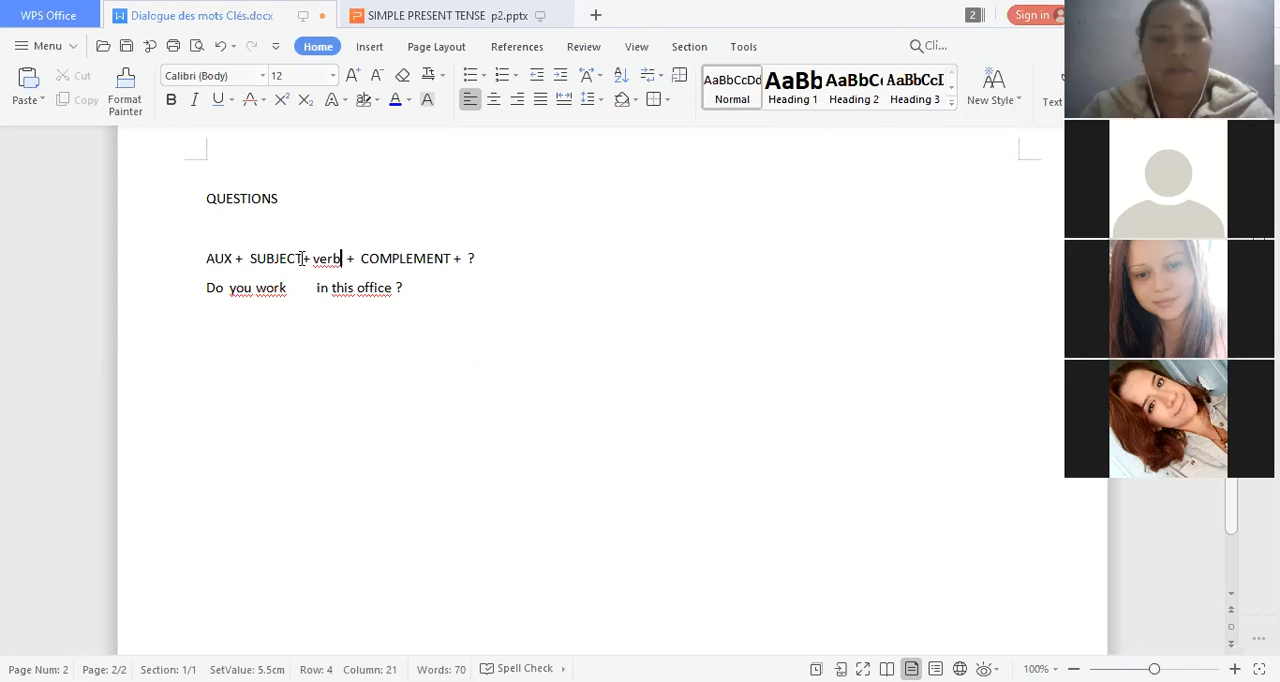 WPS Office
Dialogue des mots Clés.docx
SIMPLE PRESENT TENSE p2.pptx
2
Sign in
Menu
Home
Insert
Page Layout
References
Review
View
Section
Tools
Cli...
Paste
Cut
Copy
Format Painter
Calibri (Body)
12
AaBbCcDd
Normal
AaBb
Heading 1
AaBbC
Heading 2
AaBbCcI
Heading 3
New Style
Text
QUESTIONS
AUX + SUBJECT+ verb + COMPLEMENT + ?
Do you work in this office ?
Page Num: 2
Page: 2/2
Section: 1/1
SetValue: 5.5cm
Row: 4
Column: 21
Words: 70
Spell Check
100%